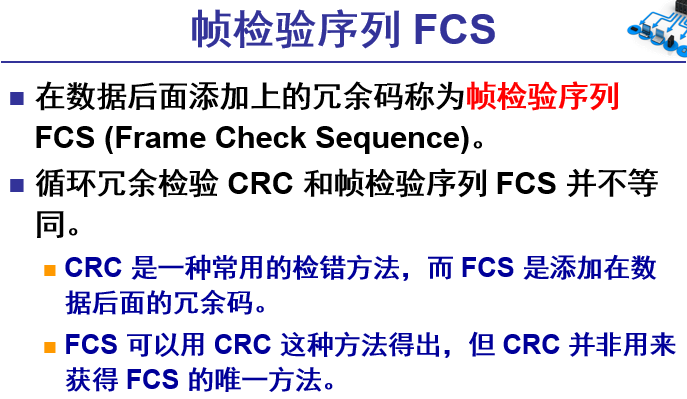 帧检验序列 FCS
在数据后面添加上的冗余码称为帧检验序列
FCS (Frame Check Sequence)。
循环冗余检验 CRC 和帧检验序列 FCS 并不等
同。
CRC 是一种常用的检错方法，而 FCS 是添加在数
据后面的冗余码。
FCS 可以用 CRC 这种方法得出，但 CRC 并非用来
获得 FCS 的唯一方法。